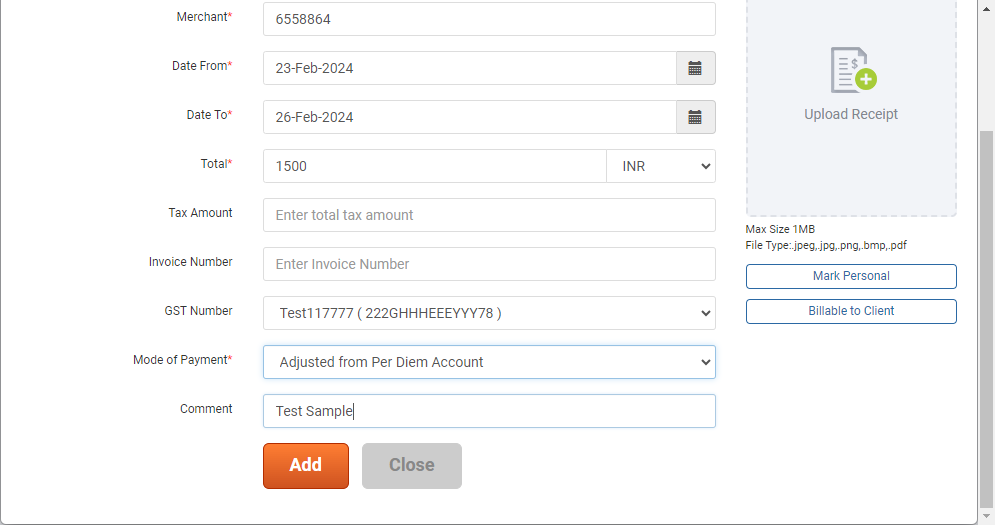 Merchant* 6558864
Date From* 23-Feb-2024
Date To* 26-Feb-2024
Total* 1500 INR
Tax Amount Enter total tax amount
Invoice Number Enter Invoice Number
GST Number Test117777 ( 222GHHHEEEYYY78 )
Mode of Payment* Adjusted from Per Diem Account
Comment Test Sample
Add Close
$
Upload Receipt
Max Size 1MB
File Type:.jpeg,.jpg,.png,.bmp,.pdf
Mark Personal
Billable to Client